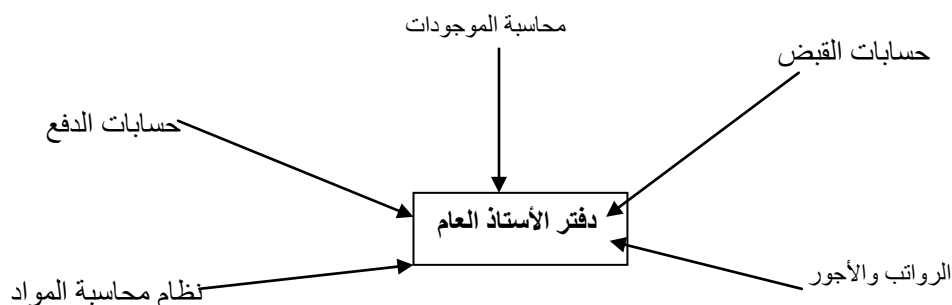 محاسبة الموجودات
حسابات القبض
حسابات الدفع
دفتر الأستاذ العام
الرواتب والأجور
نظام محاسبة المواد